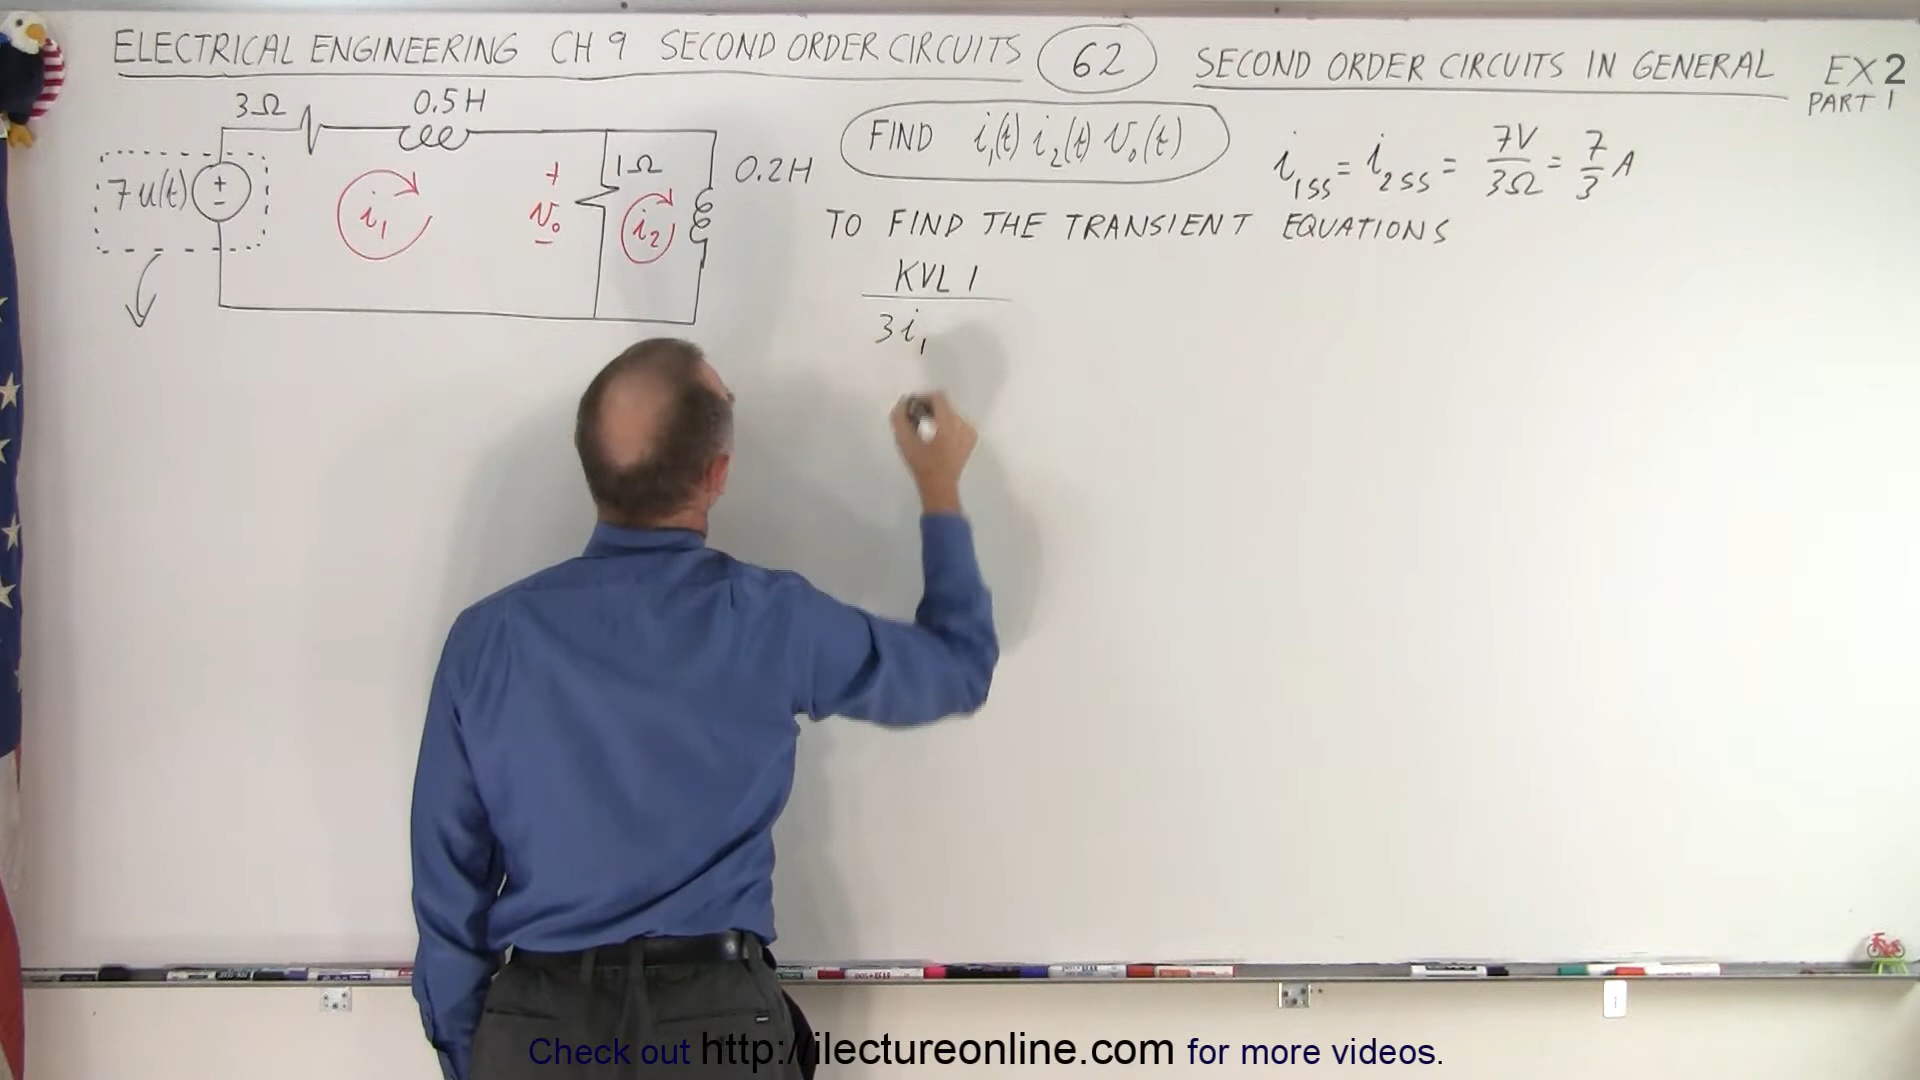 ELECTRICAL ENGINEERING CH 9 SECOND ORDER CIRCUITS 62 SECOND ORDER CIRCUITS IN GENERAL EX 2
PART 1
3Ω 0.5H
7u(t) + - i₁ + v₀ - 1Ω i₂ 0.2H
FIND i₁(t) i₂(t) v₀(t)
i₁ss = i₂ss = 7V/3Ω = 7/3 A
TO FIND THE TRANSIENT EQUATIONS
KVL 1
3i₁
Check out http://ilectureonline.com for more videos.